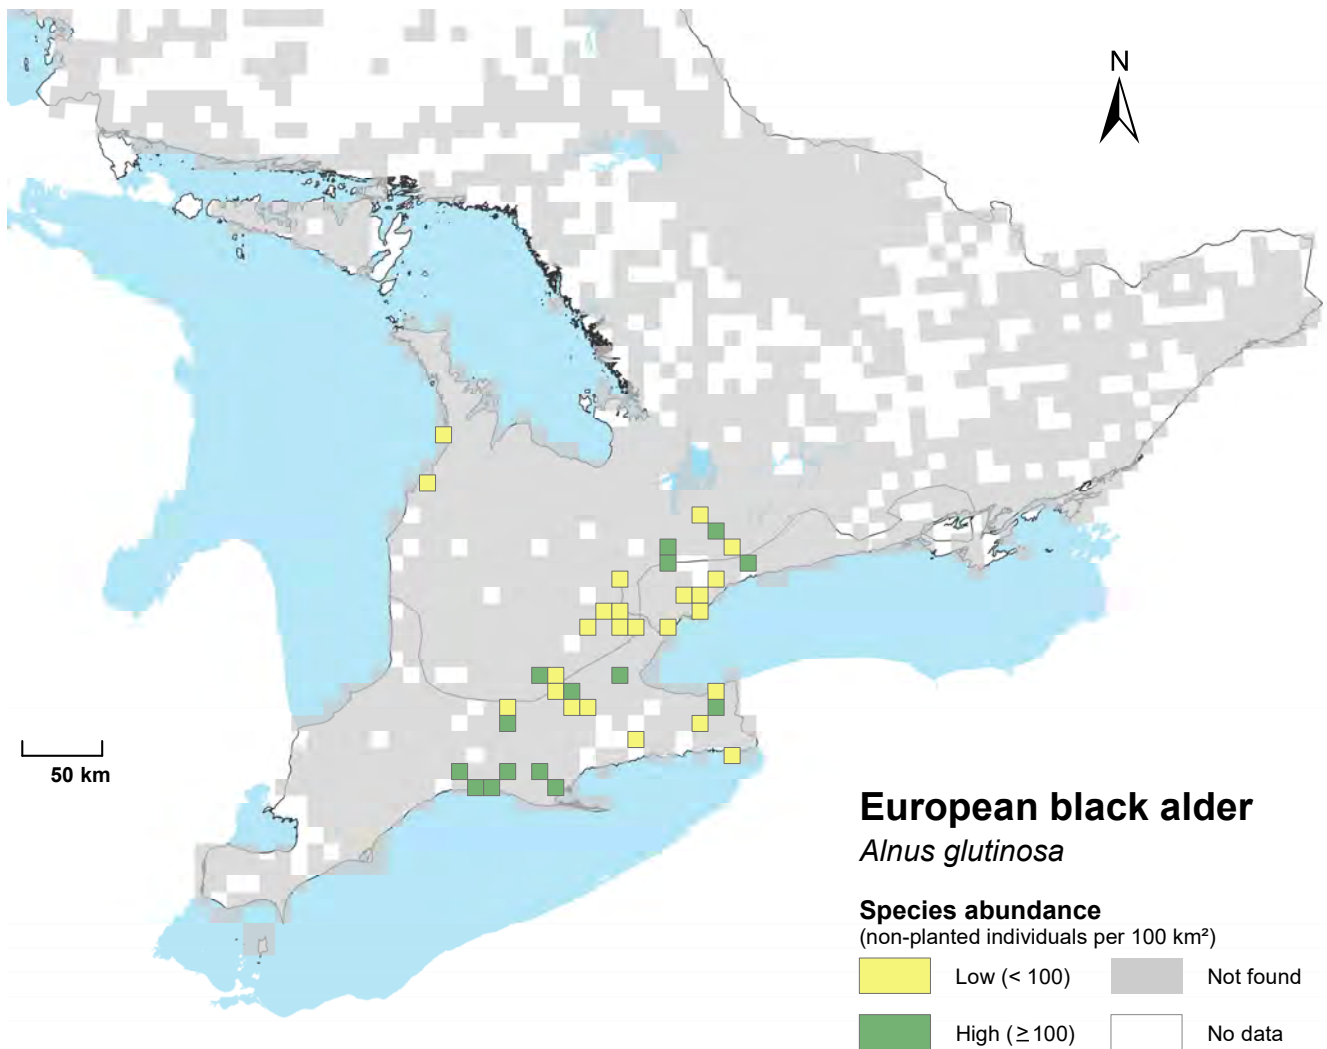 N
50 km
European black alder
Alnus glutinosa
Species abundance
(non-planted individuals per 100 km²)
Low (< 100)
Not found
High (≥100)
No data